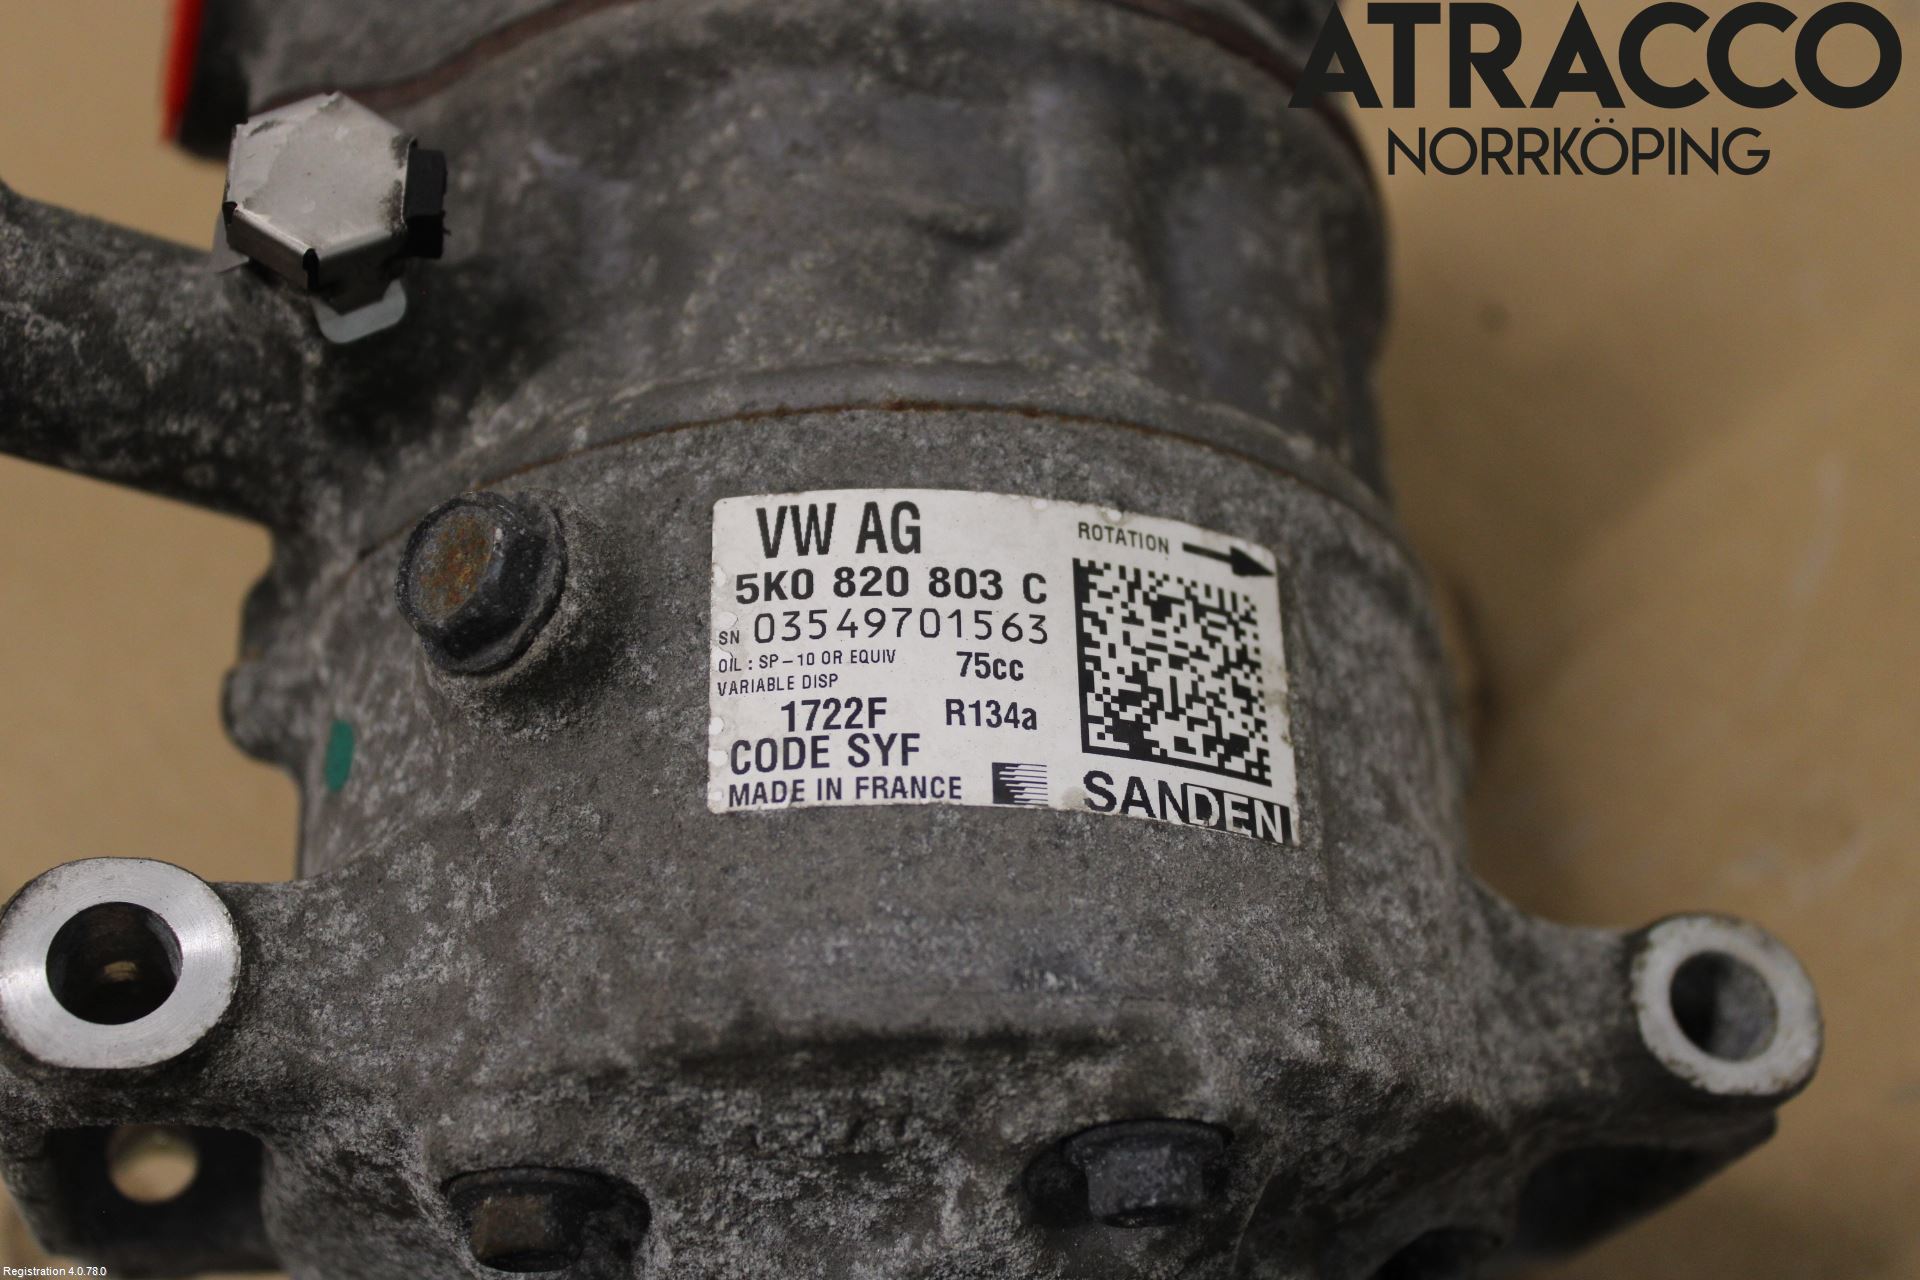 ATRACCO
NORRKÖPING
VW AG
ROTATION
5K0 820 803 C
SN 03549701563
OIL : SP-10 OR EQUIV 75cc
VARIABLE DISP
1722F R134a
CODE SYF
MADE IN FRANCE
SANDEN
Registration 4.0.78.0